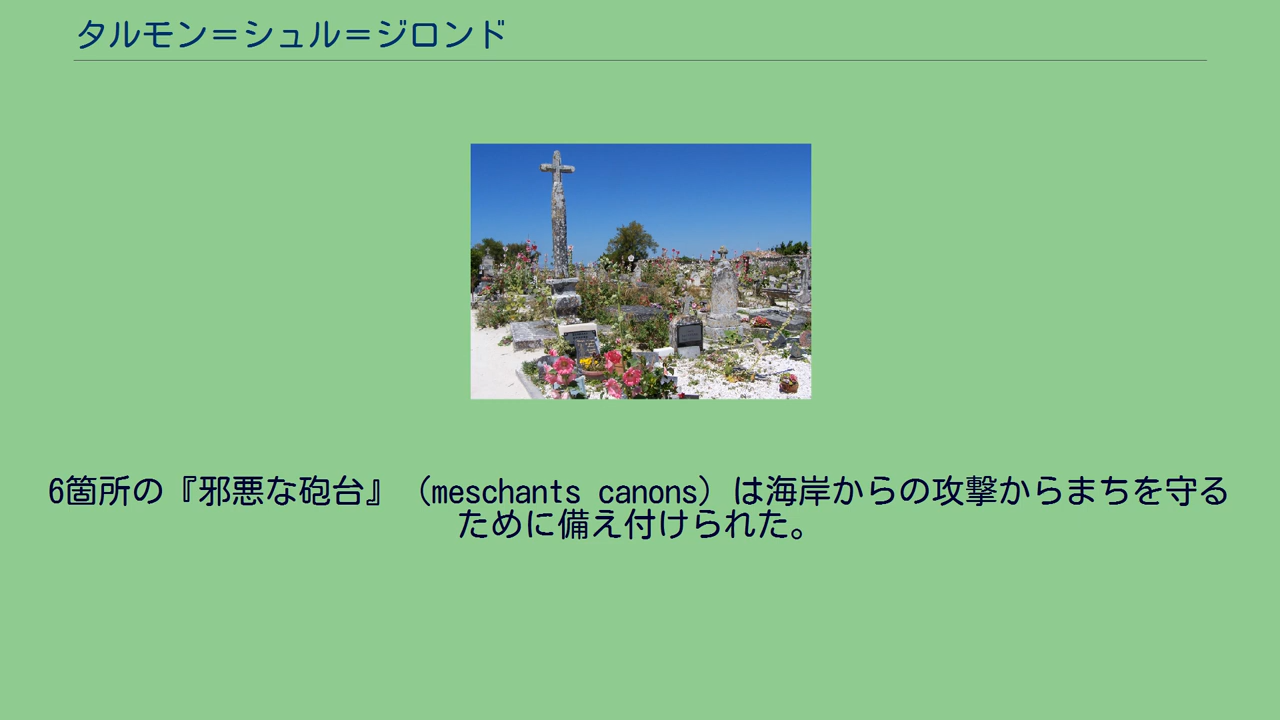 タルモン＝シュル＝ジロンド
6箇所の『邪悪な砲台』（meschants canons）は海岸からの攻撃からまちを守る
ために備え付けられた。